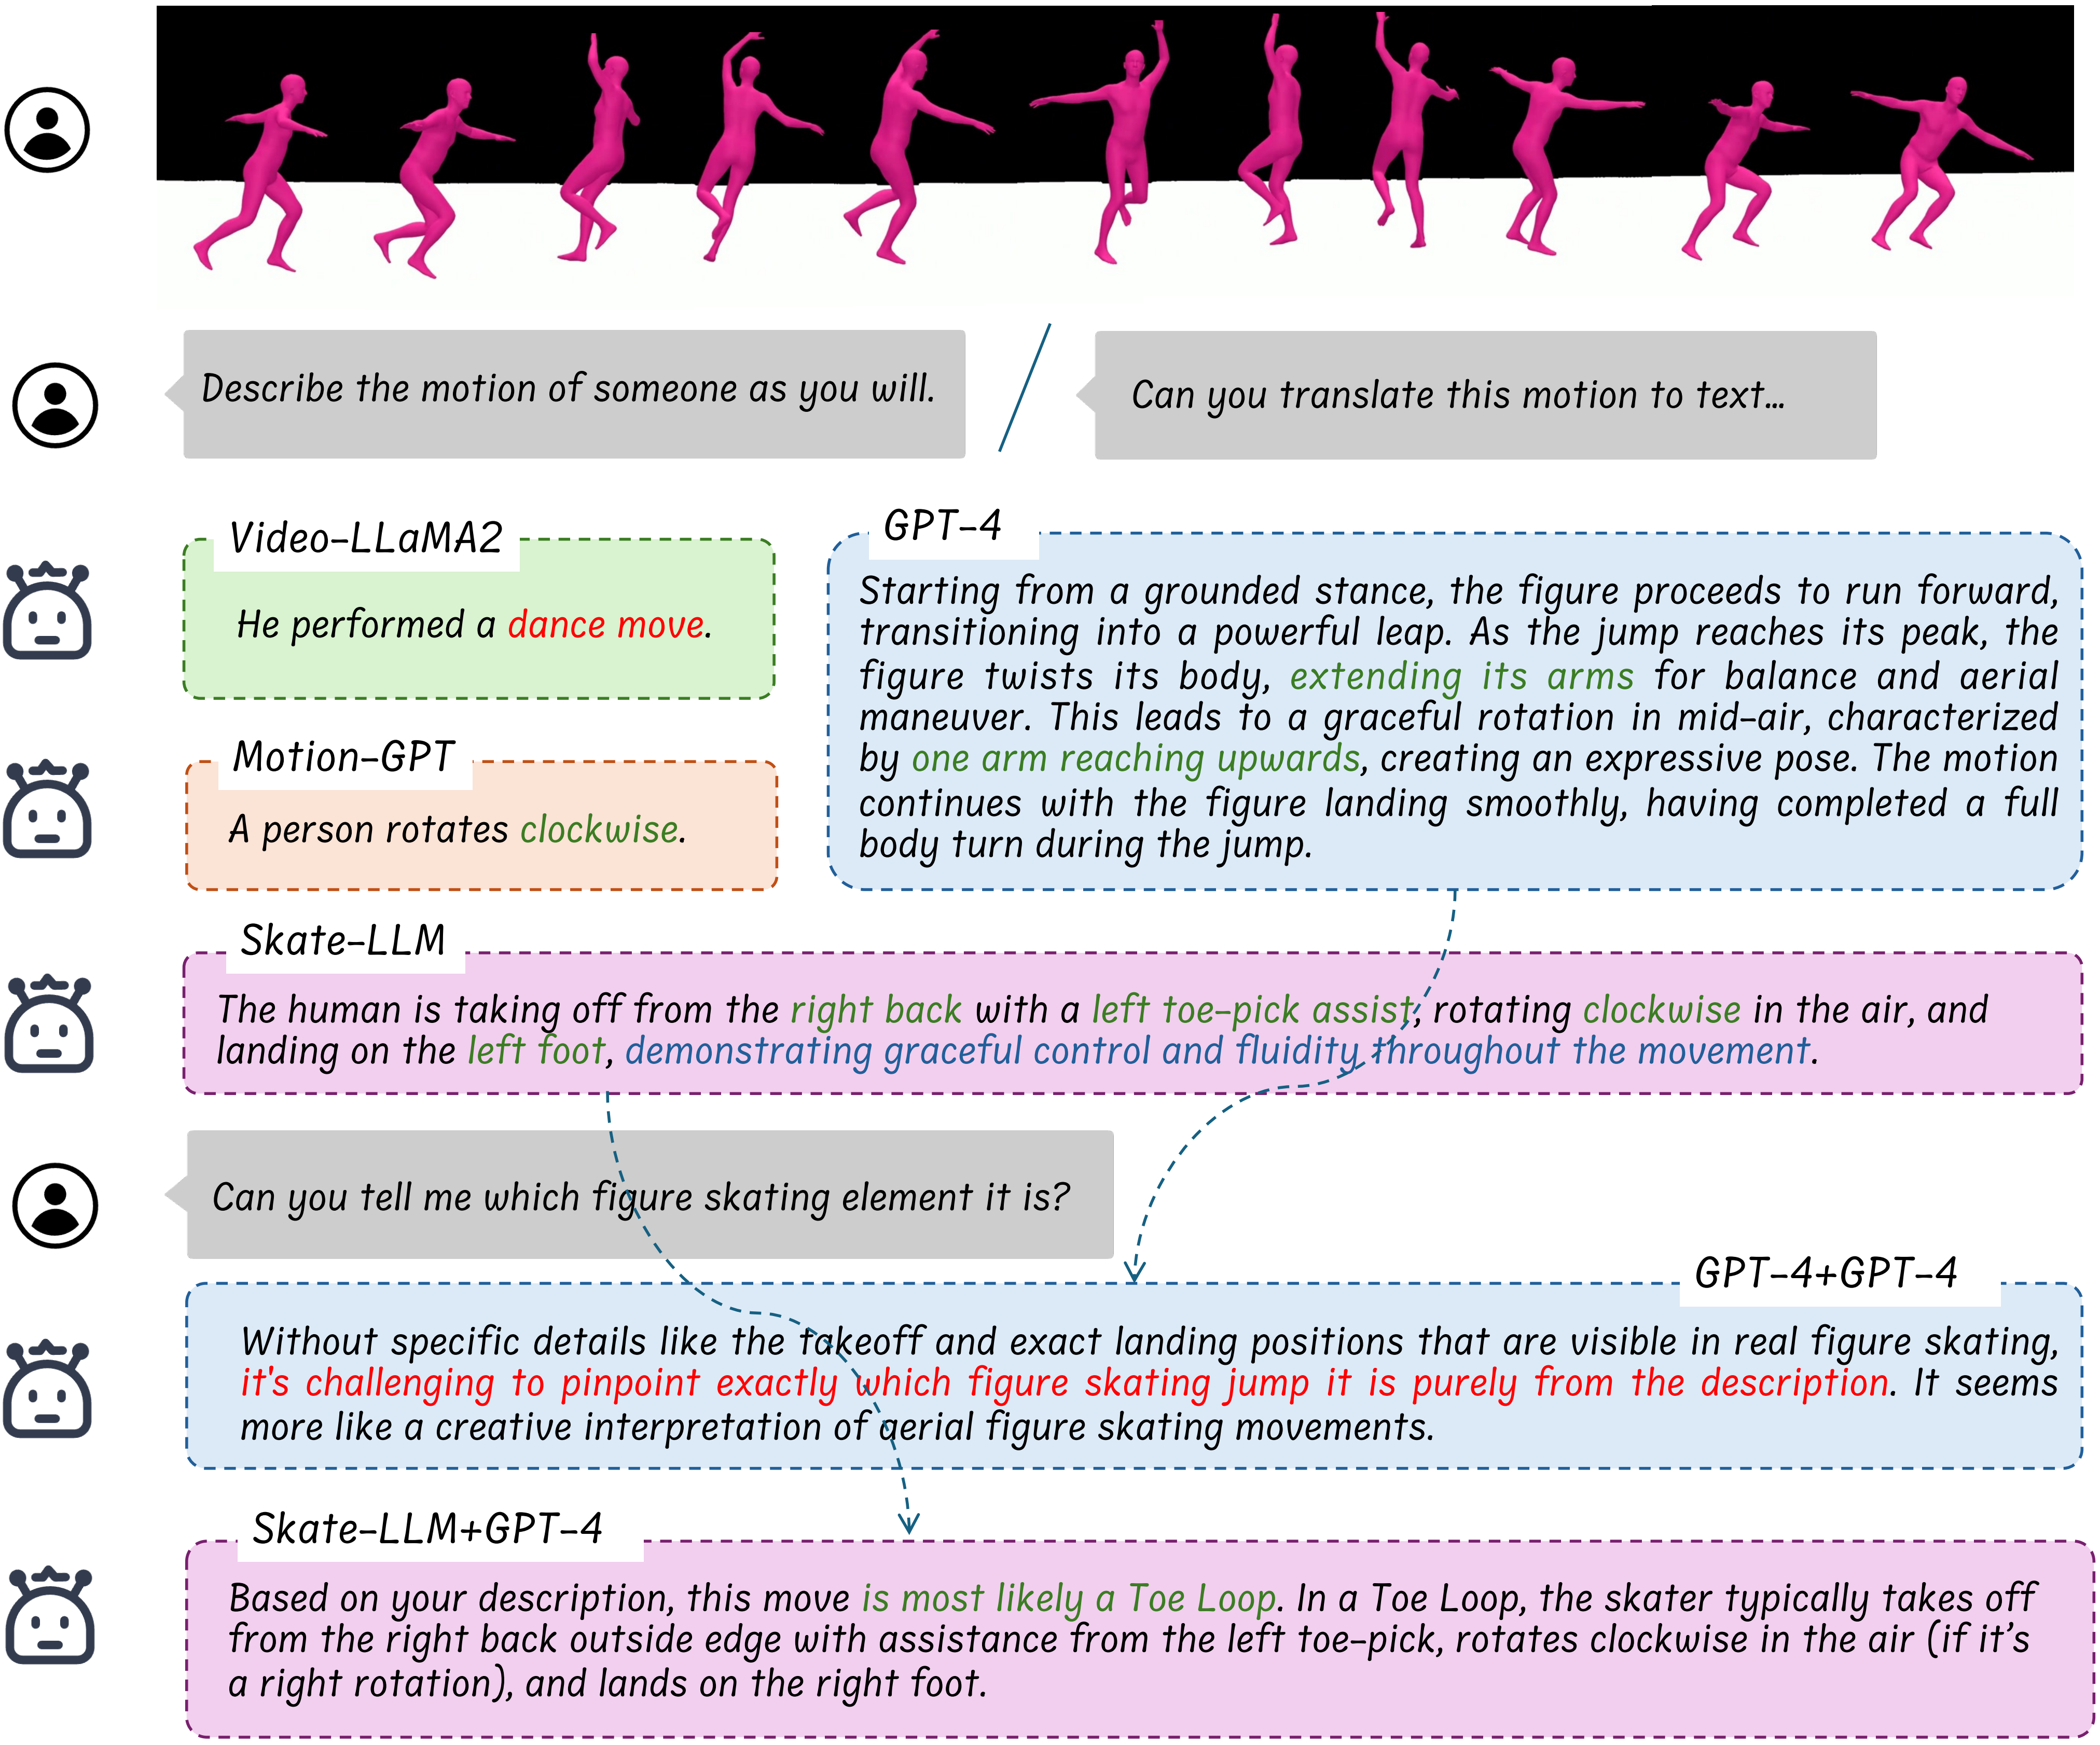 Describe the motion of someone as you will.
Can you translate this motion to text...
Video-LLaMA2
He performed a dance move.
Motion-GPT
A person rotates clockwise.
GPT-4
Starting from a grounded stance, the figure proceeds to run forward,
transitioning into a powerful leap. As the jump reaches its peak, the
figure twists its body, extending its arms for balance and aerial
maneuver. This leads to a graceful rotation in mid-air, characterized
by one arm reaching upwards, creating an expressive pose. The motion
continues with the figure landing smoothly, having completed a full
body turn during the jump.
Skate-LLM
The human is taking off from the right back with a left toe-pick assist, rotating clockwise in the air, and
landing on the left foot, demonstrating graceful control and fluidity throughout the movement.
Can you tell me which figure skating element it is?
GPT-4+GPT-4
Without specific details like the takeoff and exact landing positions that are visible in real figure skating,
it's challenging to pinpoint exactly which figure skating jump it is purely from the description. It seems
more like a creative interpretation of aerial figure skating movements.
Skate-LLM+GPT-4
Based on your description, this move is most likely a Toe Loop. In a Toe Loop, the skater typically takes off
from the right back outside edge with assistance from the left toe-pick, rotates clockwise in the air (if it's
a right rotation), and lands on the right foot.